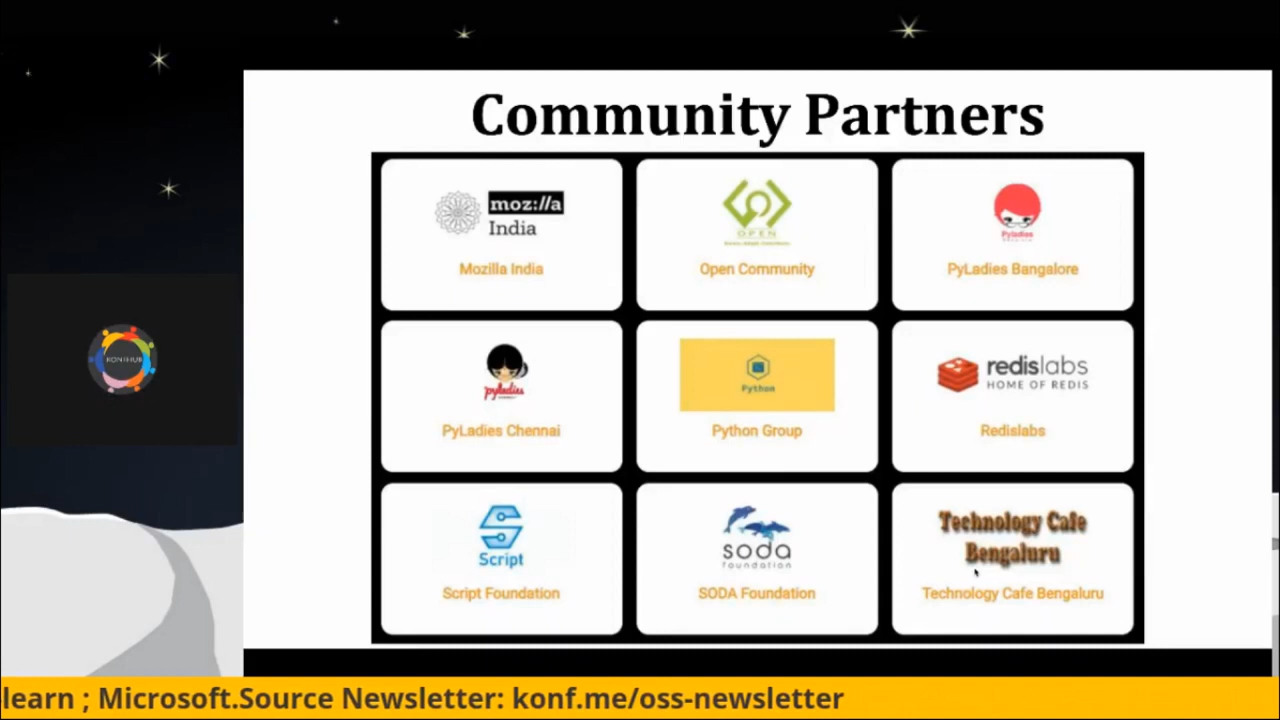 Community Partners
moz://a
India
Mozilla India
OPEN
Open Community
Pyladies
PyLadies Bangalore
KONFHUB
pyladies
PyLadies Chennai
Python
Python Group
redislabs
HOME OF REDIS
Redislabs
Script
Script Foundation
soda
foundation
SODA Foundation
Technology Cafe
Bengaluru
Technology Cafe Bengaluru
learn ; Microsoft.Source Newsletter: konf.me/oss-newsletter